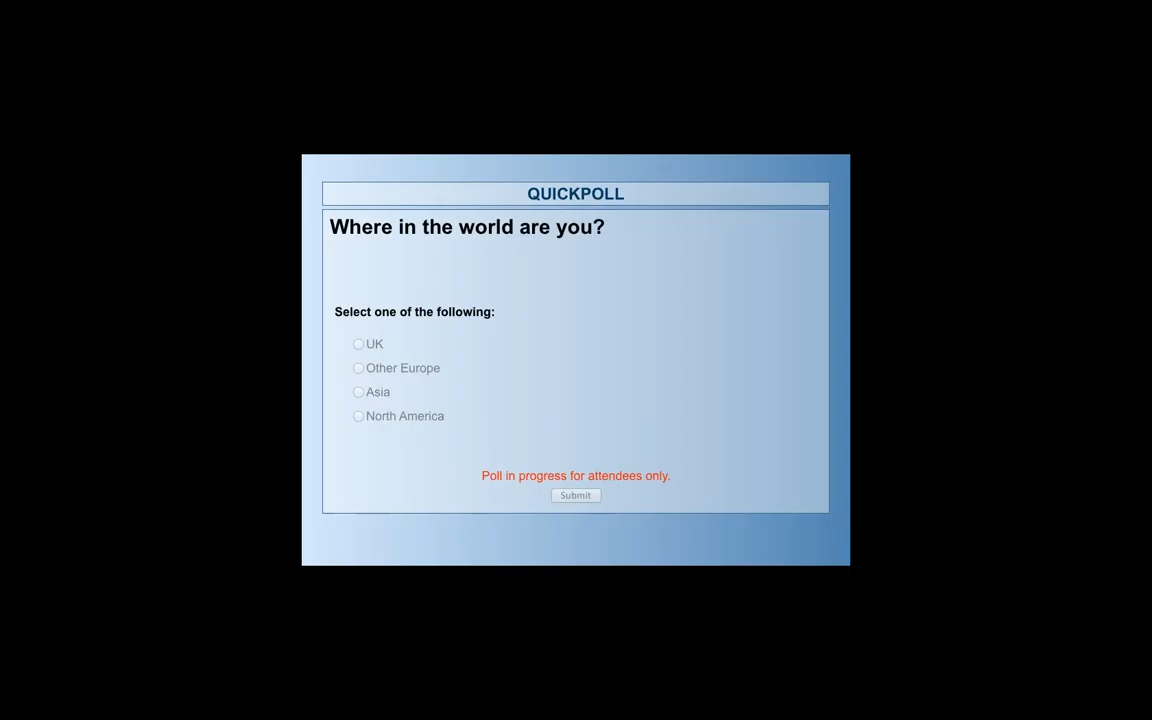 QUICKPOLL
Where in the world are you?
Select one of the following:
UK
Other Europe
Asia
North America
Poll in progress for attendees only.
Submit